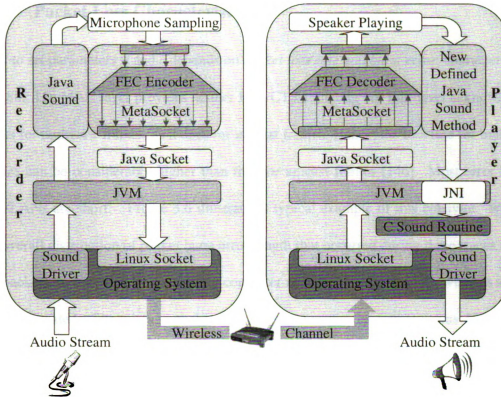 Recorder
Microphone Sampling
Java
Sound
FEC Encoder
MetaSocket
Java Socket
JVM
Sound
Driver
Linux Socket
Operating System
Audio Stream
Wireless
Channel
Player
Speaker Playing
FEC Decoder
MetaSocket
New
Defined
Java
Sound
Method
Java Socket
JVM
JNI
C Sound Routine
Linux Socket
Sound
Driver
Operating System
Audio Stream